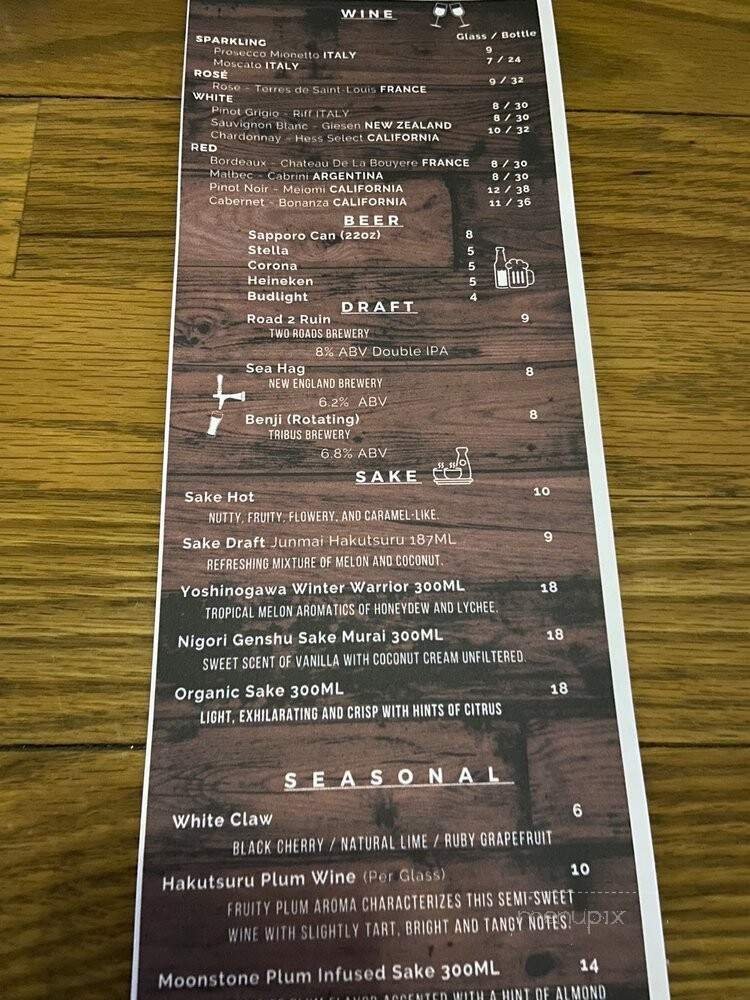 WINE
Glass / Bottle
SPARKLING
Prosecco Mionetto ITALY 9
Moscato ITALY 7 / 24
ROSÉ
Rose - Terres de Saint-Louis FRANCE 9 / 32
WHITE
Pinot Grigio - Riff ITALY 8 / 30
Sauvignon Blanc - Giesen NEW ZEALAND 8 / 30
Chardonnay - Hess Select CALIFORNIA 10 / 32
RED
Bordeaux - Chateau De La Bouyere FRANCE 8 / 30
Malbec - Cabrini ARGENTINA 8 / 30
Pinot Noir - Meiomi CALIFORNIA 12 / 38
Cabernet - Bonanza CALIFORNIA 11 / 36
BEER
Sapporo Can (22oz) 8
Stella 5
Corona 5
Heineken 5
Budlight 4
DRAFT
Road 2 Ruin 9
TWO ROADS BREWERY
8% ABV Double IPA
Sea Hag 8
NEW ENGLAND BREWERY
6.2% ABV
Benji (Rotating) 8
TRIBUS BREWERY
6.8% ABV
SAKE
Sake Hot 10
NUTTY, FRUITY, FLOWERY, AND CARAMEL-LIKE.
Sake Draft Junmai Hakutsuru 187ML 9
REFRESHING MIXTURE OF MELON AND COCONUT.
Yoshinogawa Winter Warrior 300ML 18
TROPICAL MELON AROMATICS OF HONEYDEW AND LYCHEE.
Nigori Genshu Sake Murai 300ML 18
SWEET SCENT OF VANILLA WITH COCONUT CREAM UNFILTERED.
Organic Sake 300ML 18
LIGHT, EXHILARATING AND CRISP WITH HINTS OF CITRUS
SEASONAL
White Claw 6
BLACK CHERRY / NATURAL LIME / RUBY GRAPEFRUIT
Hakutsuru Plum Wine (Per Glass) 10
FRUITY PLUM AROMA CHARACTERIZES THIS SEMI-SWEET
WINE WITH SLIGHTLY TART, BRIGHT AND TANGY NOTES.
menupix
Moonstone Plum Infused Sake 300ML 14
PLUM FLAVOR ACCENTED WITH A HINT OF ALMOND